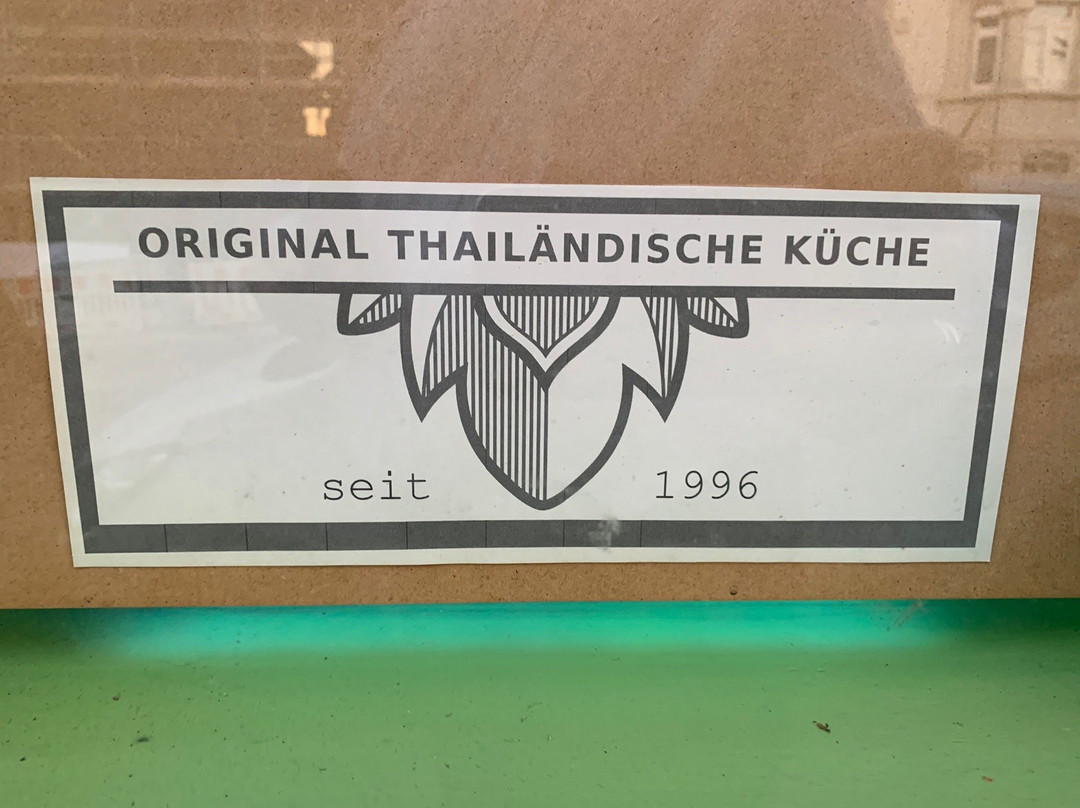 ORIGINAL THAILÄNDISCHE KÜCHE
seit 1996